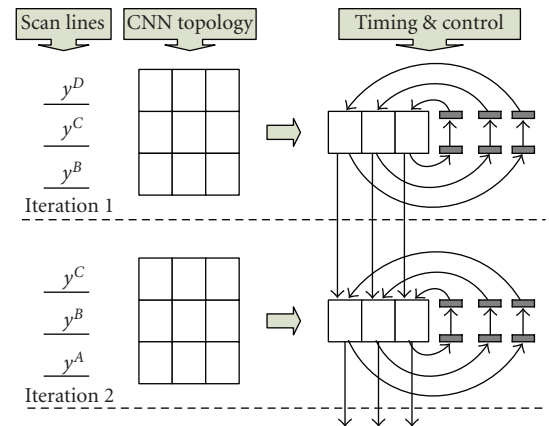 Scan lines
CNN topology
Timing & control
y^D
y^C
y^B
Iteration 1
y^C
y^B
y^A
Iteration 2